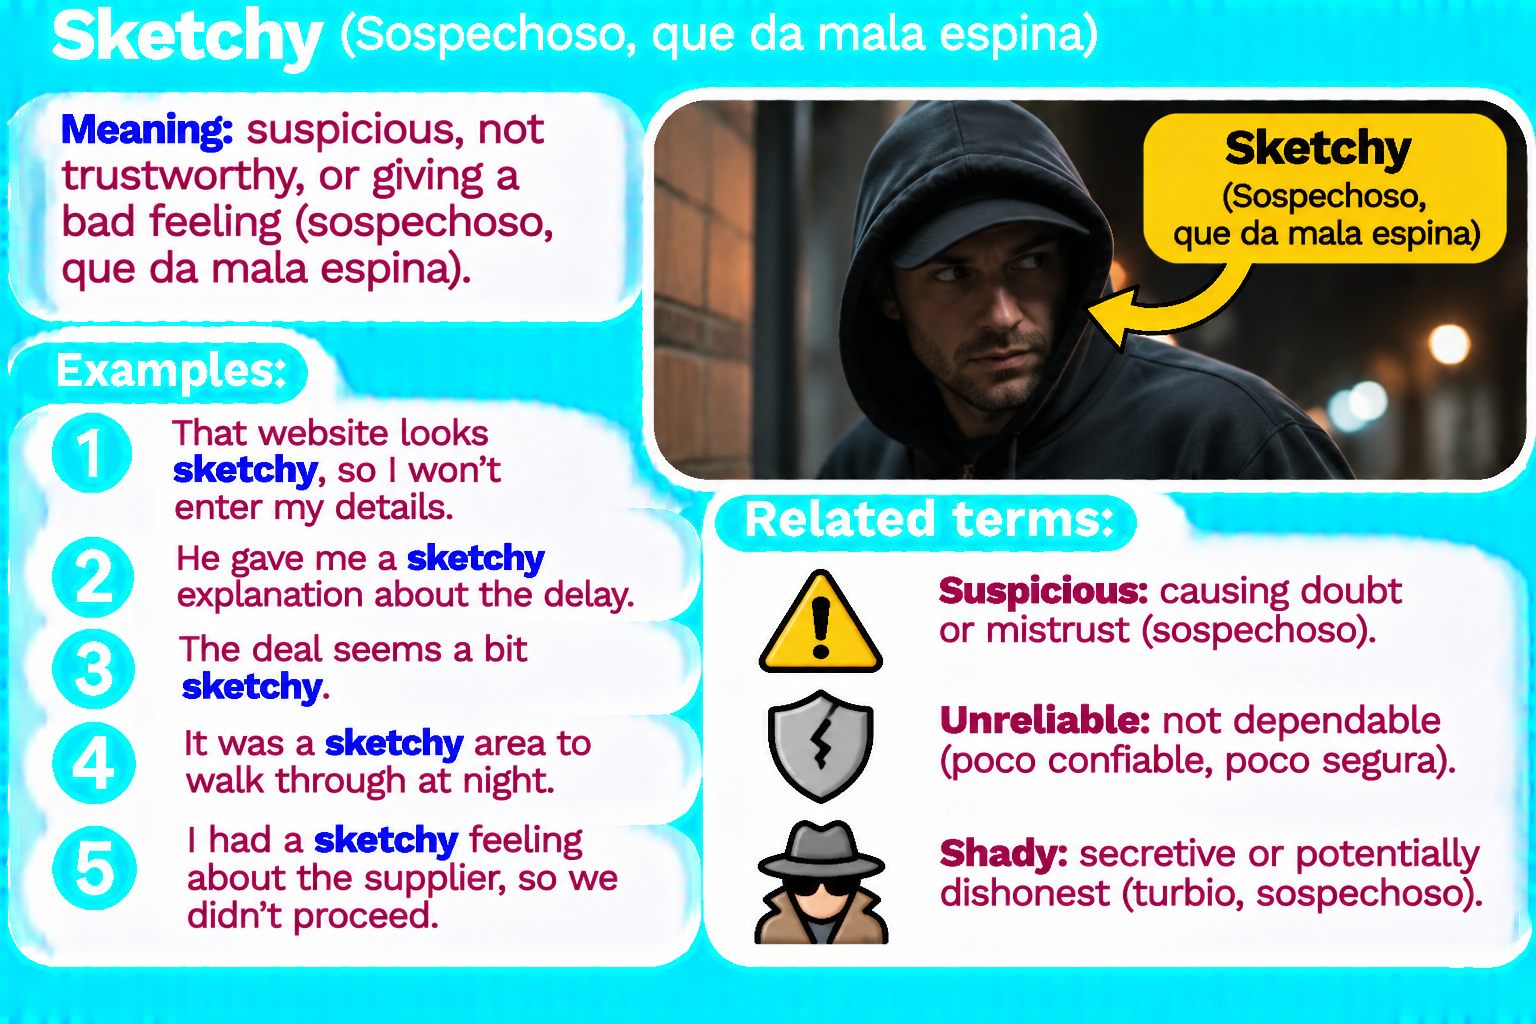 Sketchy (Sospechoso, que da mala espina)
Meaning: suspicious, not
trustworthy, or giving a
bad feeling (sospechoso,
que da mala espina).
Sketchy
(Sospechoso,
que da mala espina)
Examples:
1 That website looks
sketchy, so I won't
enter my details.
2 He gave me a sketchy
explanation about the delay.
3 The deal seems a bit
sketchy.
4 It was a sketchy area to
walk through at night.
5 I had a sketchy feeling
about the supplier, so we
didn't proceed.
Related terms:
Suspicious: causing doubt
or mistrust (sospechoso).
Unreliable: not dependable
(poco confiable, poco segura).
Shady: secretive or potentially
dishonest (turbio, sospechoso).